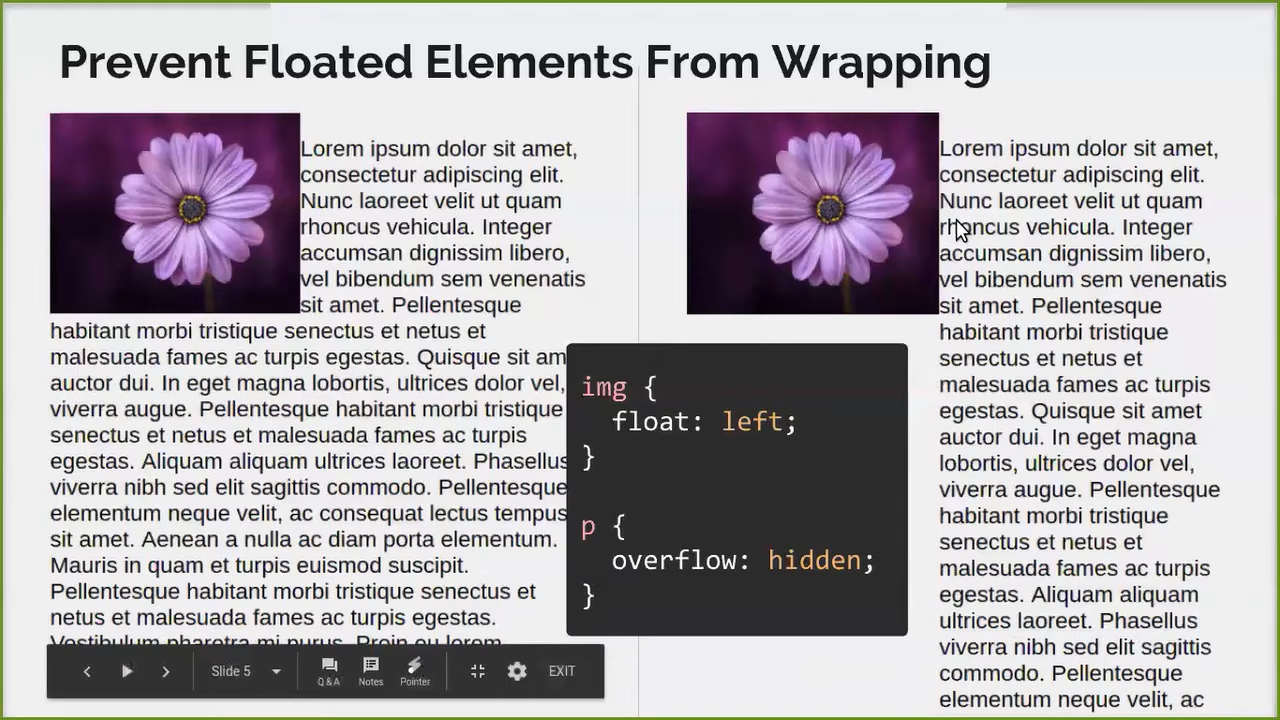 Prevent Floated Elements From Wrapping
Lorem ipsum dolor sit amet,
consectetur adipiscing elit.
Nunc laoreet velit ut quam
rhoncus vehicula. Integer
accumsan dignissim libero,
vel bibendum sem venenatis
sit amet. Pellentesque
habitant morbi tristique senectus et netus et
malesuada fames ac turpis egestas. Quisque sit am
auctor dui. In eget magna lobortis, ultrices dolor vel,
viverra augue. Pellentesque habitant morbi tristique
senectus et netus et malesuada fames ac turpis
egestas. Aliquam aliquam ultrices laoreet. Phasellus
viverra nibh sed elit sagittis commodo. Pellentesque
elementum neque velit, ac consequat lectus tempus
sit amet. Aenean a nulla ac diam porta elementum.
Mauris in quam et turpis euismod suscipit.
Pellentesque habitant morbi tristique senectus et
netus et malesuada fames ac turpis egestas.
Vestibulum pharetra mi purus. Proin eu lorem
img {
float: left;
}
p {
overflow: hidden;
}
Lorem ipsum dolor sit amet,
consectetur adipiscing elit.
Nunc laoreet velit ut quam
rhoncus vehicula. Integer
accumsan dignissim libero,
vel bibendum sem venenatis
sit amet. Pellentesque
habitant morbi tristique
senectus et netus et
malesuada fames ac turpis
egestas. Quisque sit amet
auctor dui. In eget magna
lobortis, ultrices dolor vel,
viverra augue. Pellentesque
habitant morbi tristique
senectus et netus et
malesuada fames ac turpis
egestas. Aliquam aliquam
ultrices laoreet. Phasellus
viverra nibh sed elit sagittis
commodo. Pellentesque
elementum neque velit, ac
Slide 5
Q & A
Notes
Pointer
EXIT